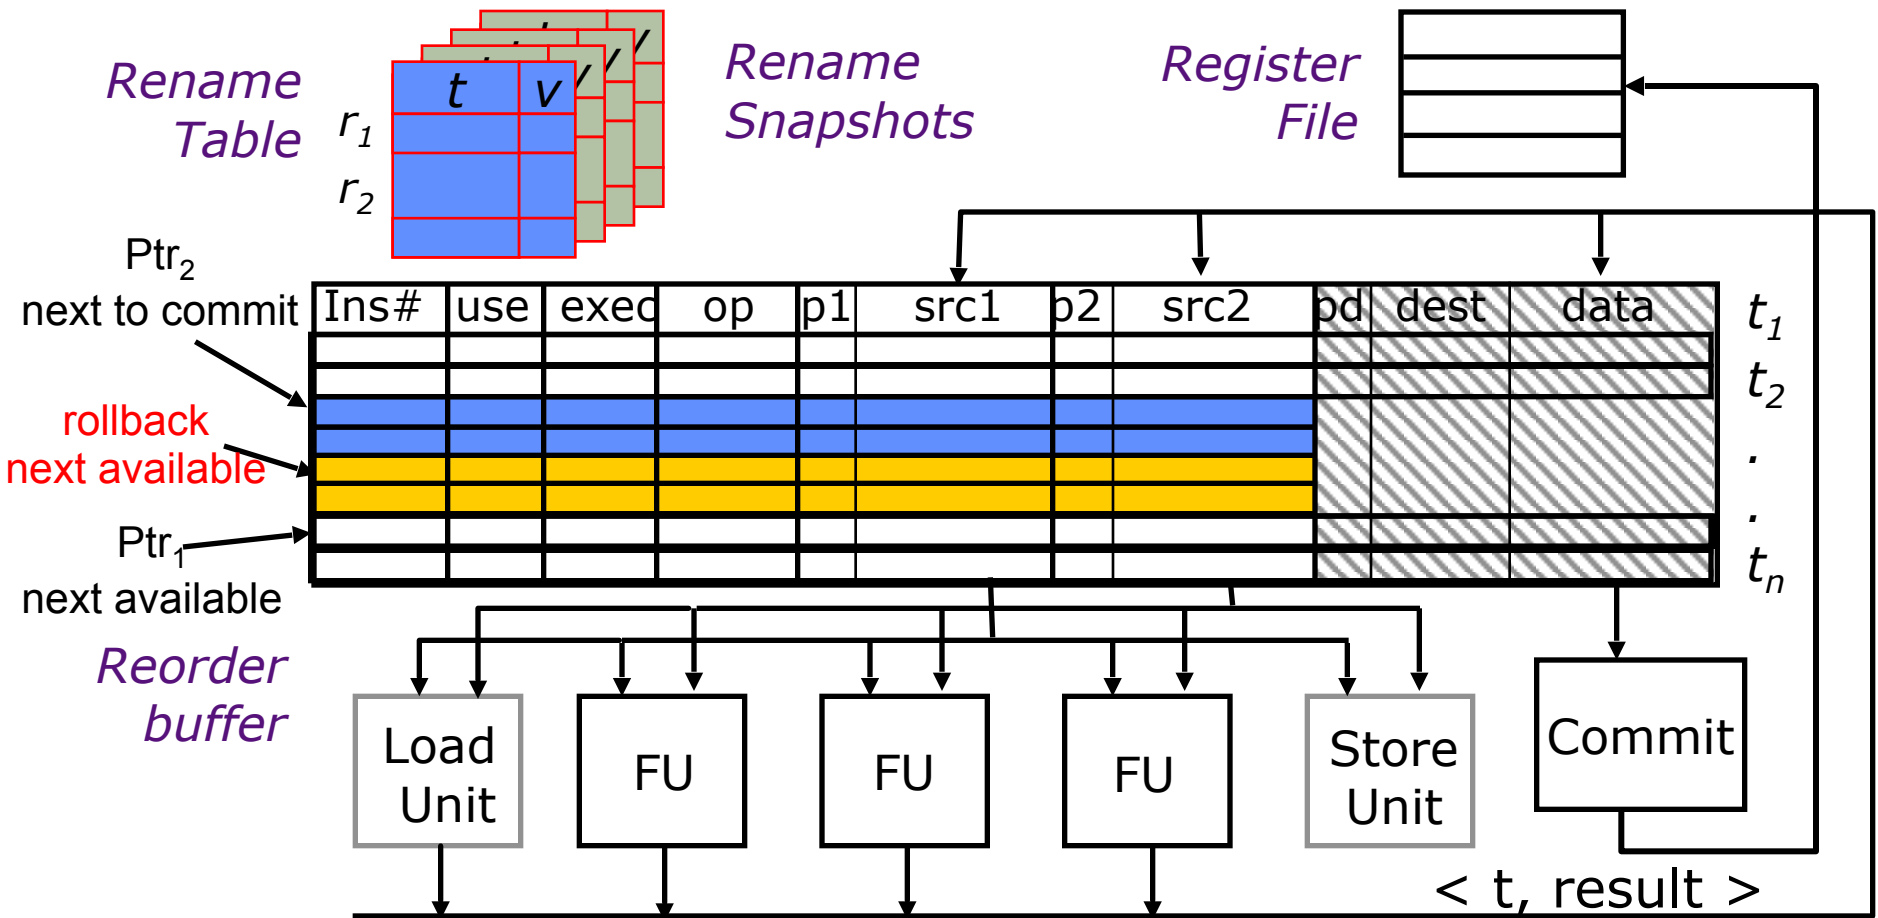 Rename
Table
t v
r1
r2
v
v
Rename
Snapshots
Register
File
Ptr2
next to commit
rollback
next available
Ptr1
next available
Reorder
buffer
Ins# use exec op p1 src1 p2 src2 pd dest data
t1
t2
.
.
tn
Load
Unit
FU
FU
FU
Store
Unit
Commit
< t, result >